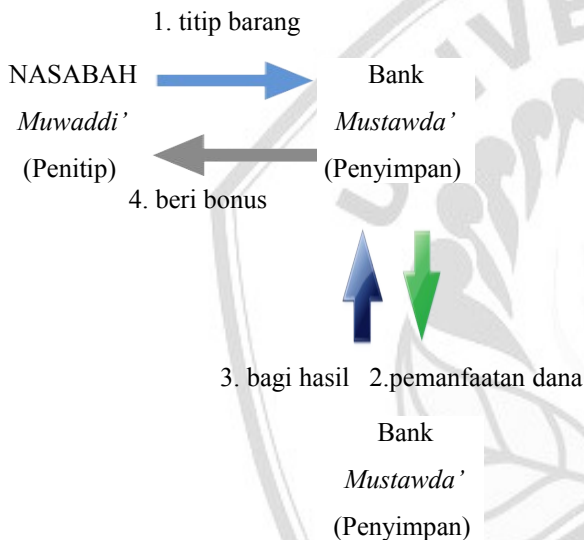 1. titip barang
NASABAH
Muwaddi’
(Penitip)
Bank
Mustawda’
(Penyimpan)
4. beri bonus
3. bagi hasil
2.pemanfaatan dana
Bank
Mustawda’
(Penyimpan)